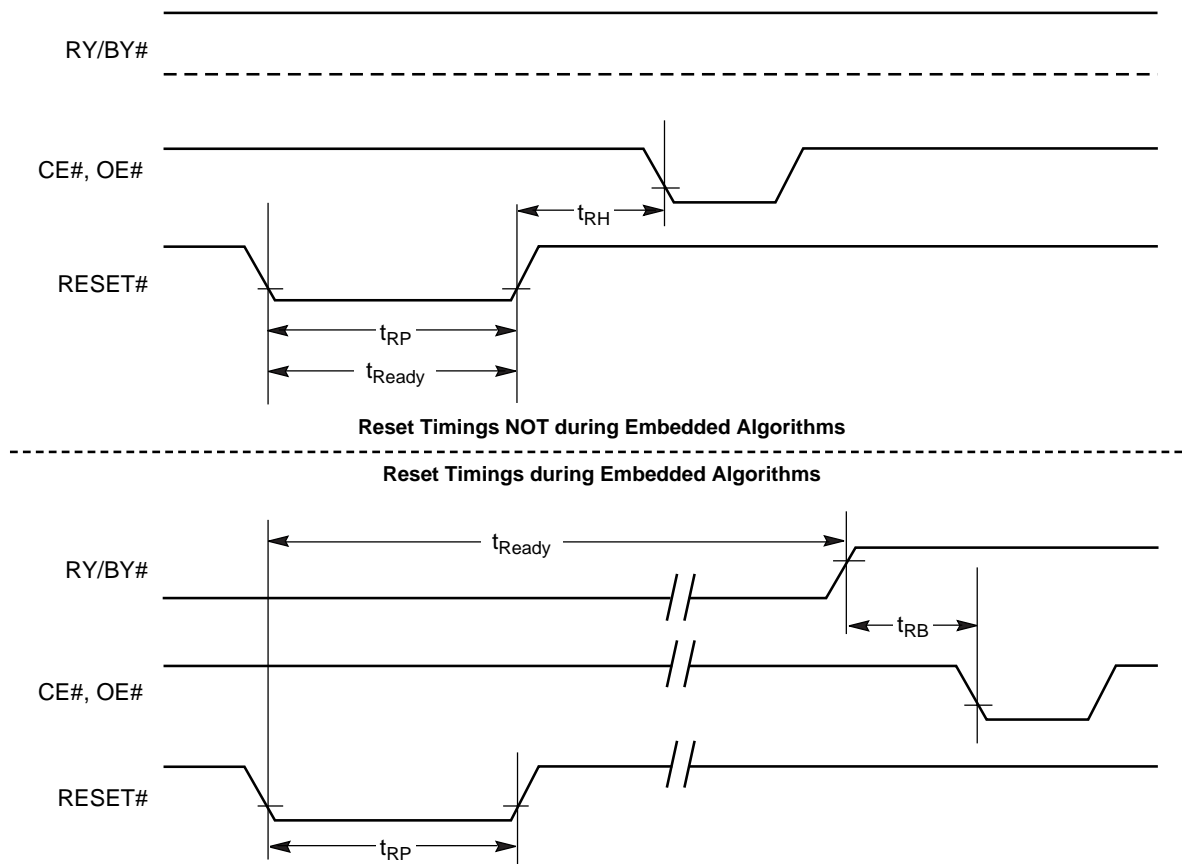 RY/BY#
CE#, OE#
tRH
RESET#
tRP
tReady
Reset Timings NOT during Embedded Algorithms
Reset Timings during Embedded Algorithms
tReady
RY/BY#
tRB
CE#, OE#
RESET#
tRP